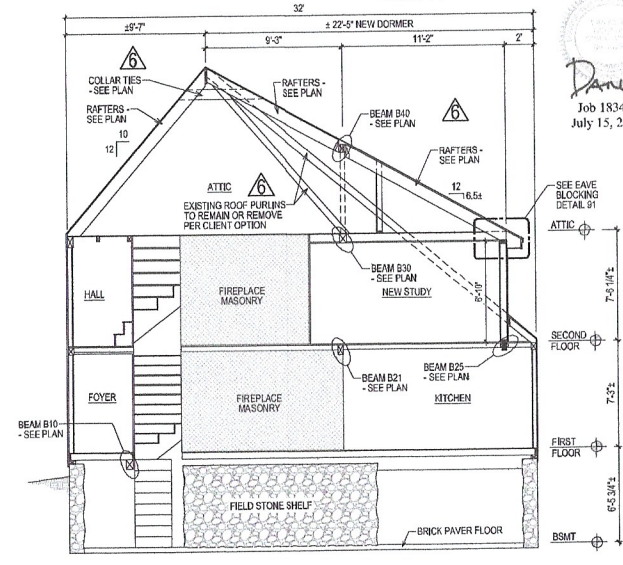 32'
±9'-7"
± 22'-5" NEW DORMER
9'-3"
11'-2"
2'
6
COLLAR TIES
- SEE PLAN
RAFTERS -
SEE PLAN
RAFTERS -
SEE PLAN
BEAM B40
- SEE PLAN
6
Job 1834
July 15, 2
10
12
RAFTERS -
SEE PLAN
12
16.5±
ATTIC
6
EXISTING ROOF PURLINS
TO REMAIN OR REMOVE
PER CLIENT OPTION
SEE EAVE
BLOCKING
DETAIL 91
ATTIC
BEAM B30
- SEE PLAN
HALL
FIREPLACE
MASONRY
NEW STUDY
6'-10"
7'-6 1/4"±
SECOND
FLOOR
BEAM B21
- SEE PLAN
BEAM B25
- SEE PLAN
FOYER
FIREPLACE
MASONRY
KITCHEN
7'-3"±
BEAM B10
- SEE PLAN
FIRST
FLOOR
FIELD STONE SHELF
6'-5 3/4"±
BRICK PAVER FLOOR
BSMT